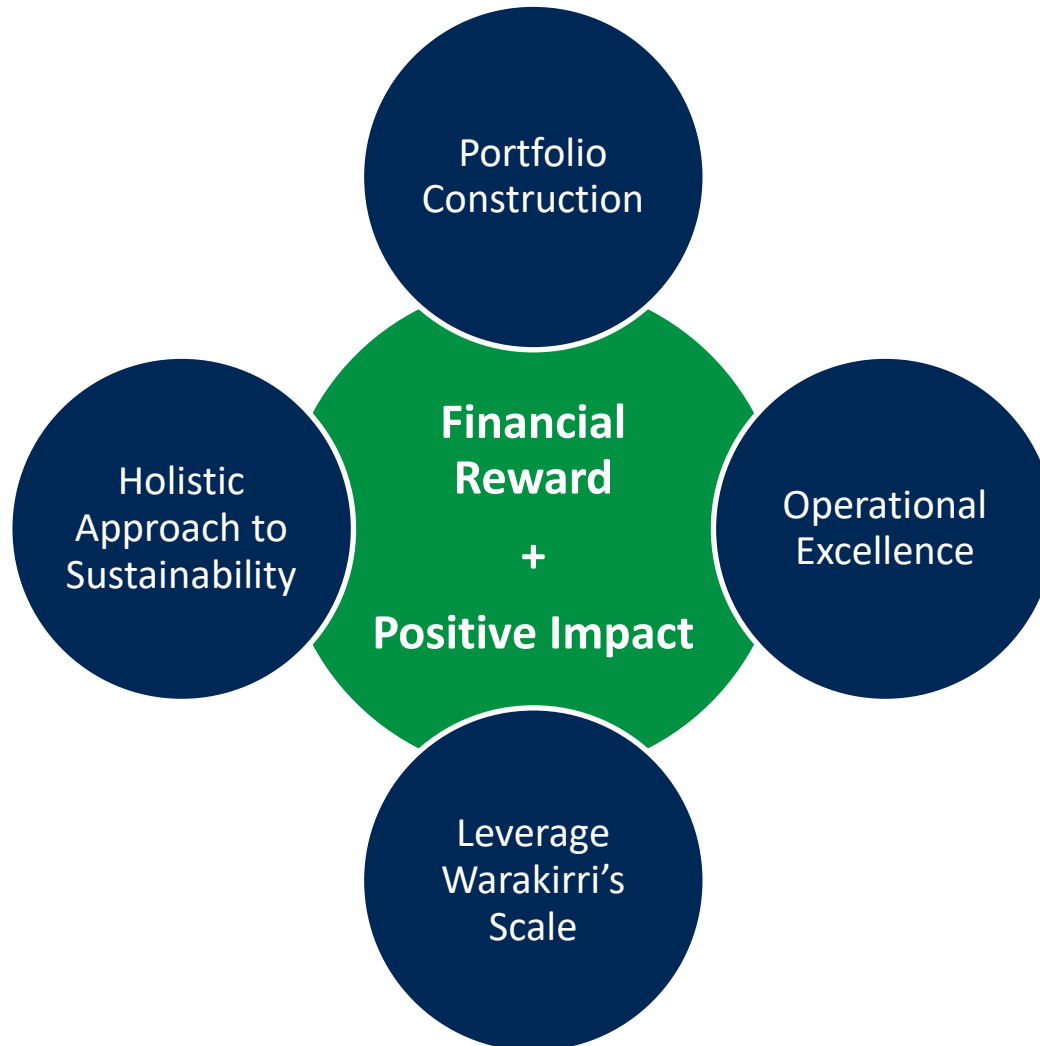 Portfolio
Construction
Financial
Reward
+
Positive Impact
Holistic
Approach to
Sustainability
Operational
Excellence
Leverage
Warakirri’s
Scale